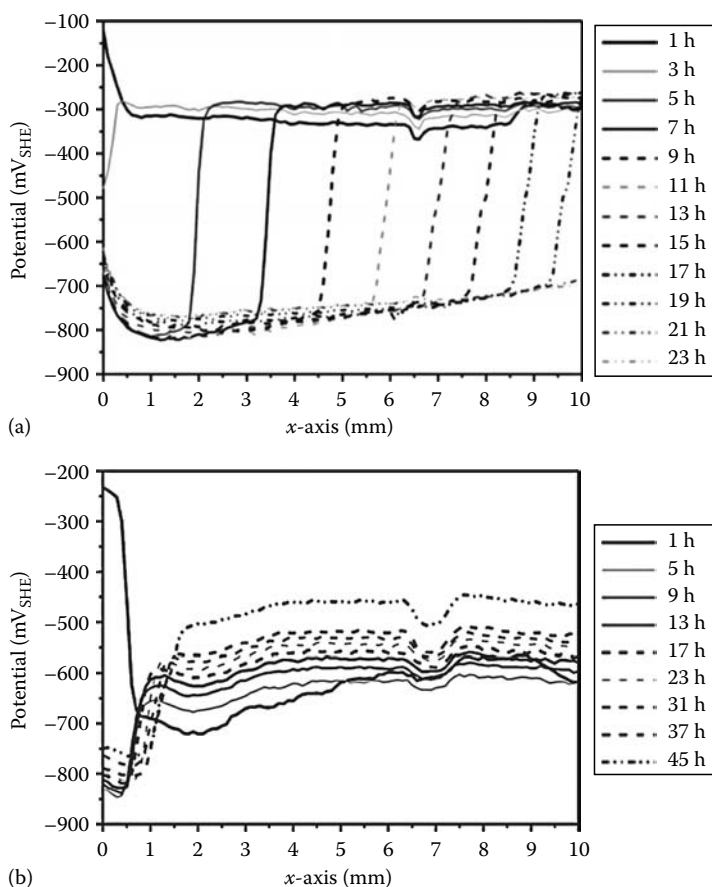 −100
−150
−200
−300
−400
−500
−600
−700
−800
−900
Potential (mV_SHE)
0 1 2 3 4 5 6 7 8 9 10
x-axis (mm)
(a)
1 h
3 h
5 h
7 h
9 h
11 h
13 h
15 h
17 h
19 h
21 h
23 h
−200
−300
−400
−500
−600
−700
−800
−900
Potential (mV_SHE)
0 1 2 3 4 5 6 7 8 9 10
x-axis (mm)
(b)
1 h
5 h
9 h
13 h
17 h
23 h
31 h
37 h
45 h